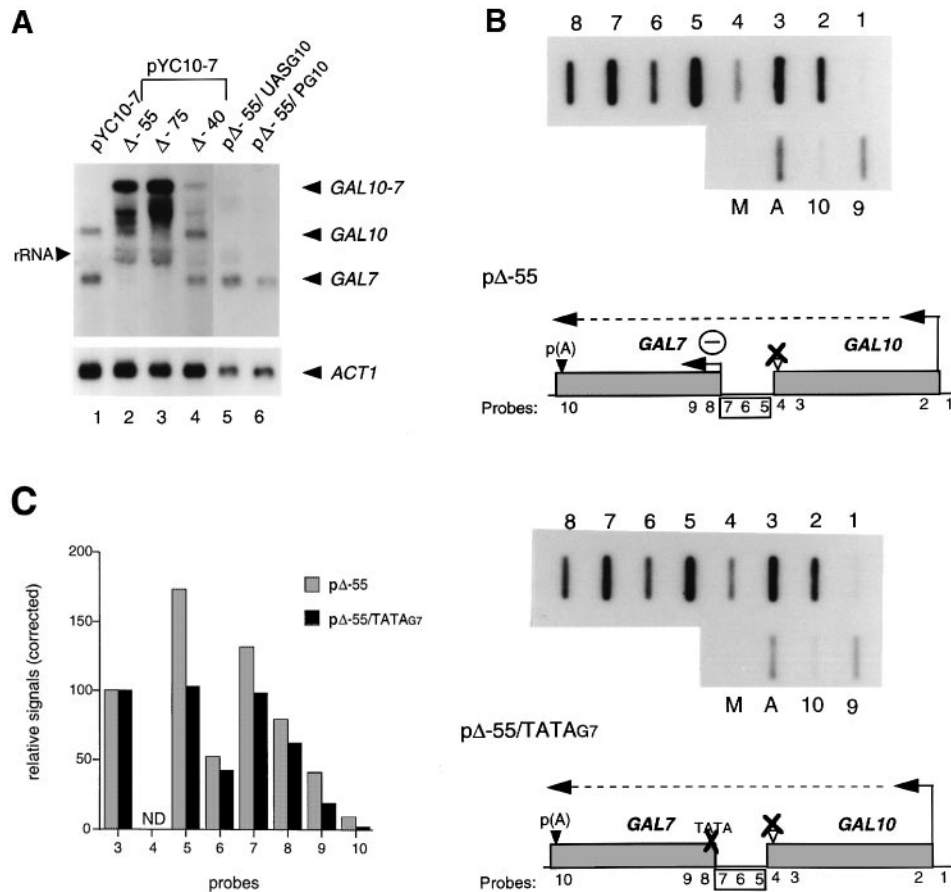 A
pYC10-7
pYC10-7
Δ-55
Δ-75
Δ-40
pΔ-55/UASG10
pΔ-55/PG10
GAL10-7
GAL10
rRNA
GAL7
ACT1
1 2 3 4 5 6
B
8 7 6 5 4 3 2 1
M A 10 9
pΔ-55
p(A) GAL7 − GAL10
Probes: 10 9 8 7 6 5 4 3 2 1
C
200
150
100
50
0
relative signals (corrected)
pΔ-55
pΔ-55/TATAG7
ND
3 4 5 6 7 8 9 10
probes
8 7 6 5 4 3 2 1
M A 10 9
pΔ-55/TATAG7
p(A) GAL7 TATA GAL10
Probes: 10 9 8 7 6 5 4 3 2 1